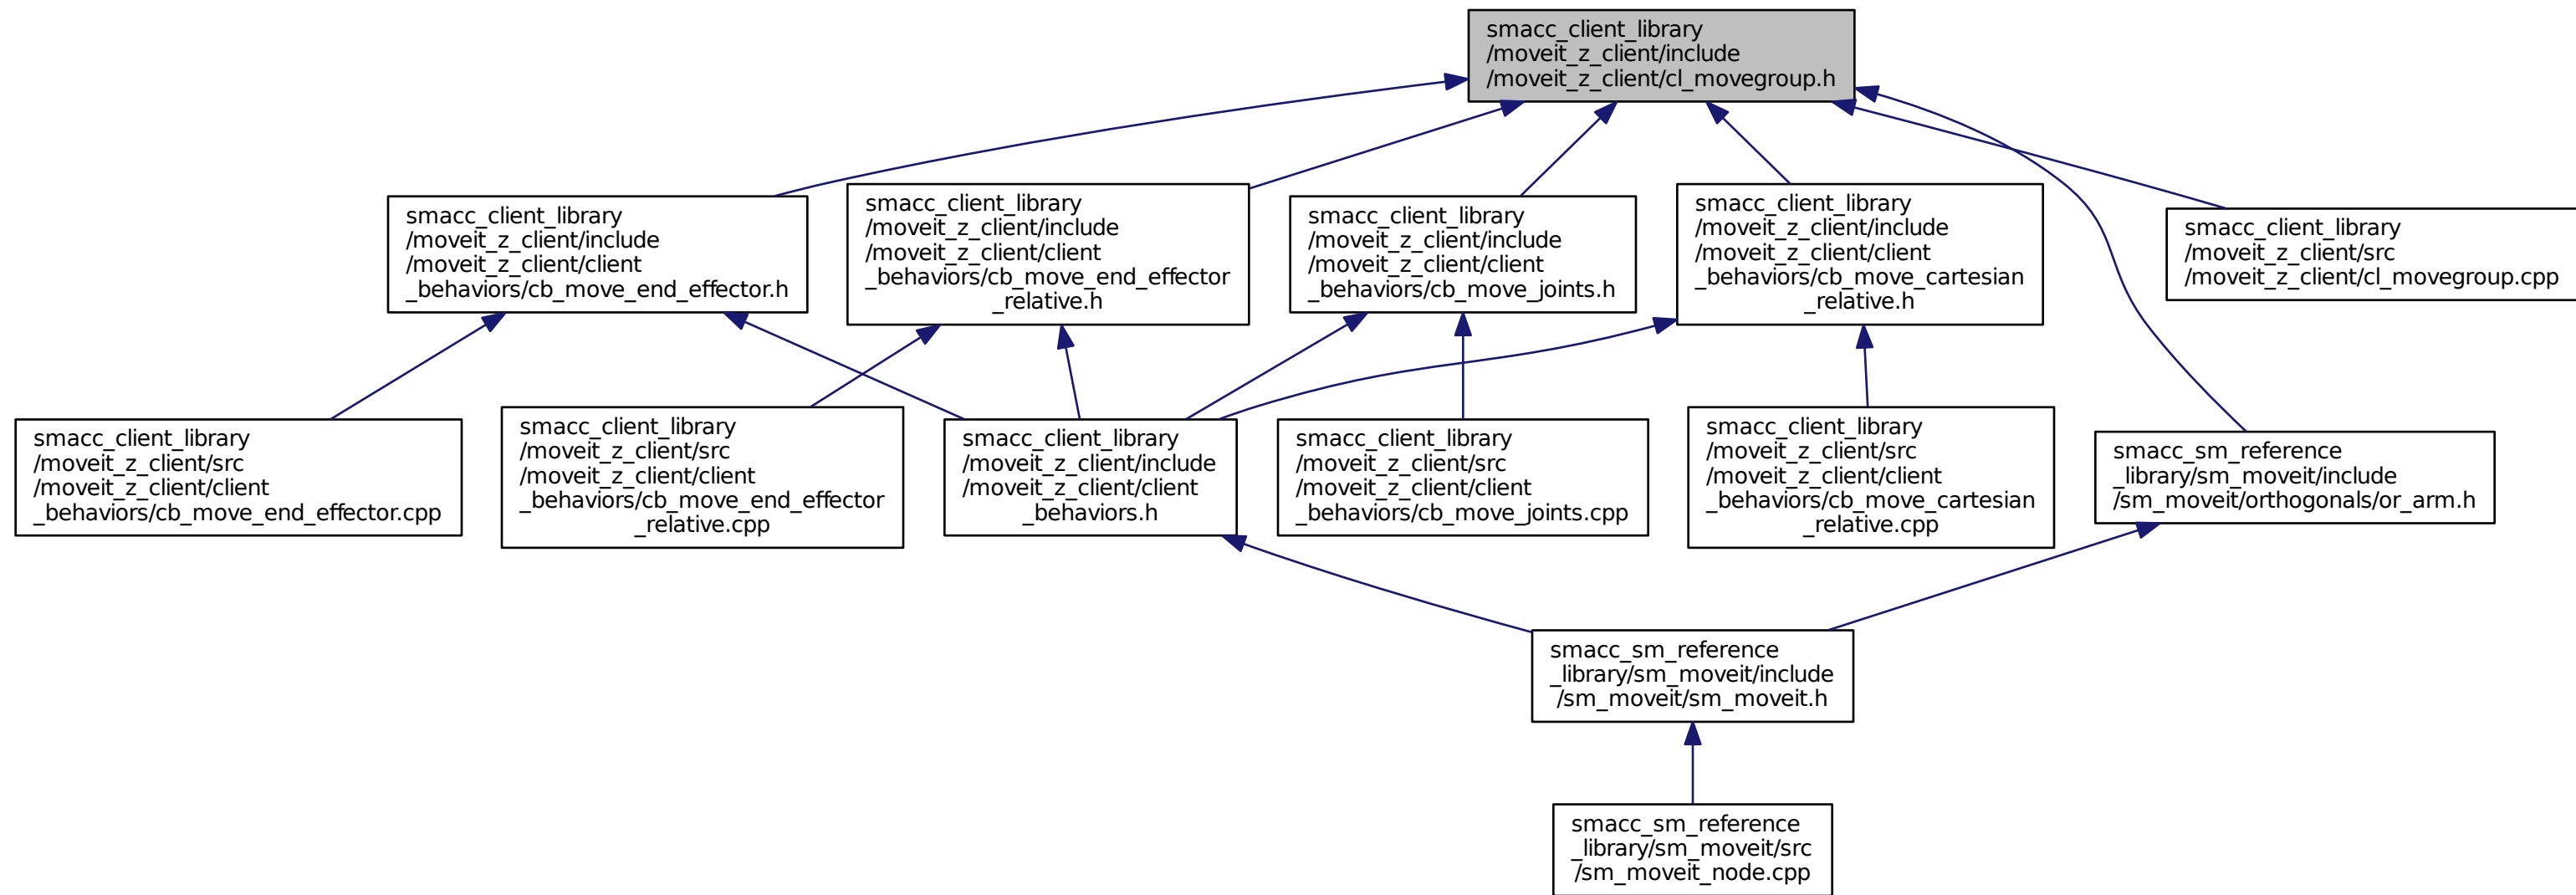 smacc_client_library
/moveit_z_client/include
/moveit_z_client/cl_movegroup.h
smacc_client_library
/moveit_z_client/include
/moveit_z_client/client
_behaviors/cb_move_end_effector.h
smacc_client_library
/moveit_z_client/include
/moveit_z_client/client
_behaviors/cb_move_end_effector
_relative.h
smacc_client_library
/moveit_z_client/include
/moveit_z_client/client
_behaviors/cb_move_joints.h
smacc_client_library
/moveit_z_client/include
/moveit_z_client/client
_behaviors/cb_move_cartesian
_relative.h
smacc_client_library
/moveit_z_client/src
/moveit_z_client/cl_movegroup.cpp
smacc_client_library
/moveit_z_client/src
/moveit_z_client/client
_behaviors/cb_move_end_effector.cpp
smacc_client_library
/moveit_z_client/src
/moveit_z_client/client
_behaviors/cb_move_end_effector
_relative.cpp
smacc_client_library
/moveit_z_client/include
/moveit_z_client/client
_behaviors.h
smacc_client_library
/moveit_z_client/src
/moveit_z_client/client
_behaviors/cb_move_joints.cpp
smacc_client_library
/moveit_z_client/src
/moveit_z_client/client
_behaviors/cb_move_cartesian
_relative.cpp
smacc_sm_reference
_library/sm_moveit/include
/sm_moveit/orthogonals/or_arm.h
smacc_sm_reference
_library/sm_moveit/include
/sm_moveit/sm_moveit.h
smacc_sm_reference
_library/sm_moveit/src
/sm_moveit_node.cpp